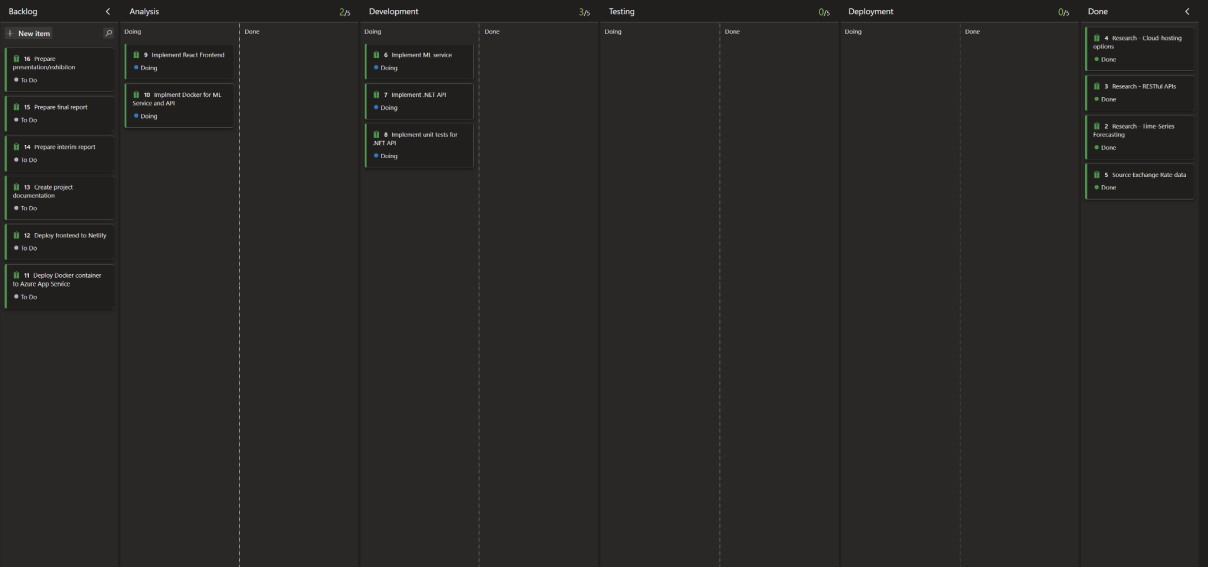 Backlog
New item
16 Prepare
presentation/exhibiton
To Do
15 Prepare final report
To Do
14 Prepare interim report
To Do
13 Create project
documentation
To Do
12 Deploy frontend to Netlify
To Do
11 Deploy Docker container
to Azure App Service
To Do
Analysis 2/5
Doing Done
9 Implement React Frontend
Doing
10 Implment Docker for ML
Service and API
Doing
Development 3/5
Doing Done
6 Implement ML service
Doing
7 Implement .NET API
Doing
8 Implement unit tests for
.NET API
Doing
Testing 0/5
Doing Done
Deployment 0/5
Doing Done
Done
4 Research - Cloud-hosting
options
Done
3 Research - RESTful APIs
Done
2 Research - Time-Series
Forecasting
Done
5 Source Exchange Rate data
Done